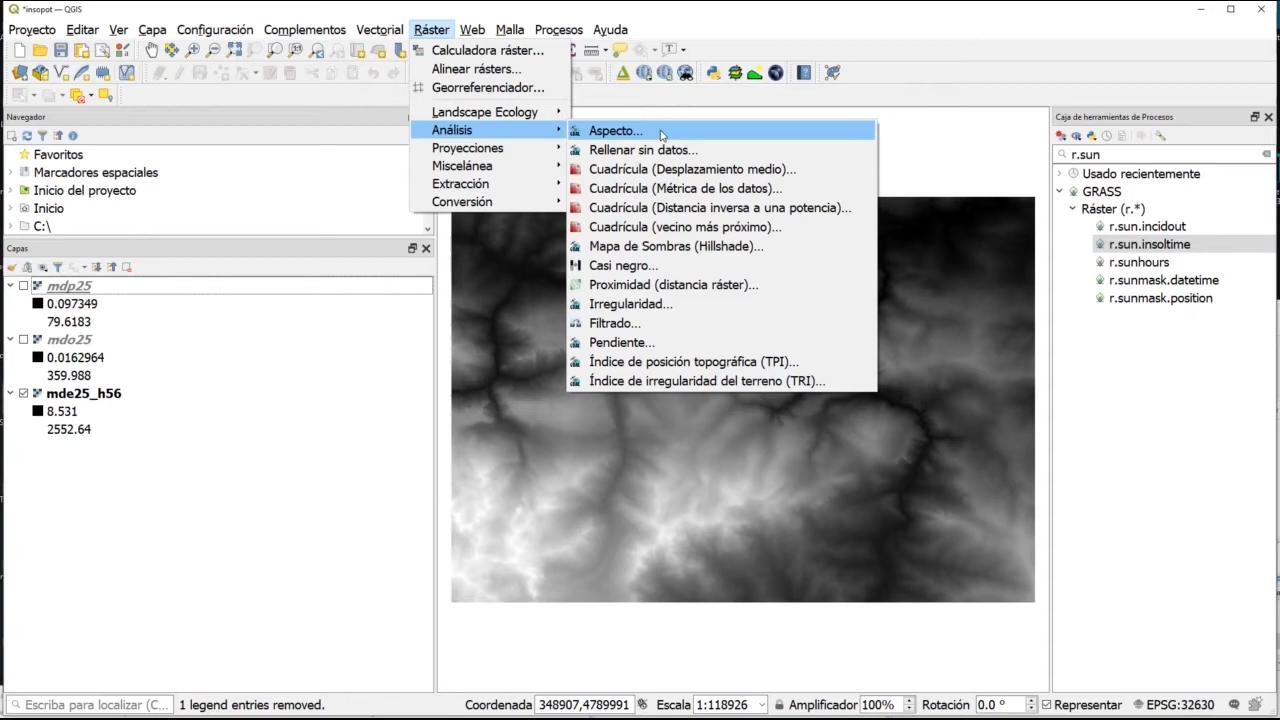 *insopot — QGIS
Proyecto Editar Ver Capa Configuración Complementos Vectorial Ráster Web Malla Procesos Ayuda
Calculadora ráster...
Alinear rásters...
Georreferenciador...
Landscape Ecology
Análisis
Proyecciones
Miscelánea
Extracción
Conversión
Aspecto...
Rellenar sin datos...
Cuadrícula (Desplazamiento medio)...
Cuadrícula (Métrica de los datos)...
Cuadrícula (Distancia inversa a una potencia)...
Cuadrícula (vecino más próximo)...
Mapa de Sombras (Hillshade)...
Casi negro...
Proximidad (distancia ráster)...
Irregularidad...
Filtrado...
Pendiente...
Índice de posición topográfica (TPI)...
Índice de irregularidad del terreno (TRI)...
Navegador
Favoritos
Marcadores espaciales
Inicio del proyecto
Inicio
C:\
Capas
mdp25
0.097349
79.6183
mdo25
0.0162964
359.988
mde25_h56
8.531
2552.64
Caja de herramientas de Procesos
r.sun
Usado recientemente
GRASS
Ráster (r.*)
r.sun.incidout
r.sun.insoltime
r.sunhours
r.sunmask.datetime
r.sunmask.position
Escriba para localizar (C... 1 legend entries removed. Coordenada 348907,4789991 Escala 1:118926 Amplificador 100% Rotación 0.0 ° Representar EPSG:32630